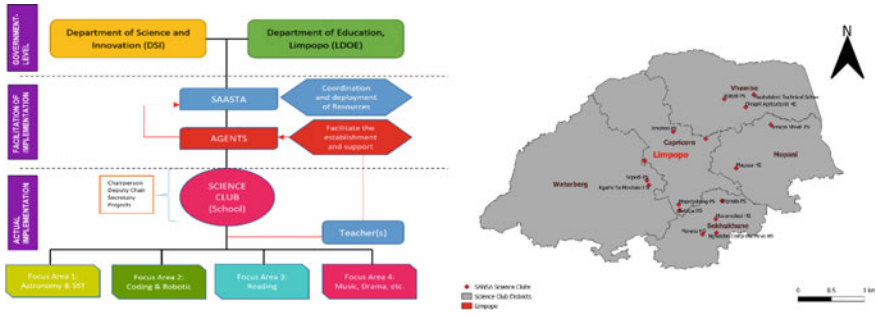 GOVERNMENT-
LEVEL
Department of Science and
Innovation (DSI)
Department of Education,
Limpopo (LDOE)
FACILITATION OF
IMPLEMENTATION
SAASTA
Coordination
and deployment
of Resources
AGENTS
Facilitate the
establishment
and support
ACTUAL
IMPLEMENTATION
Chairperson
Deputy Chair
Secretary
Projects
SCIENCE
CLUB
(School)
Teacher(s)
Focus Area 1:
Astronomy & SST
Focus Area 2:
Coding & Robotic
Focus Area 3:
Reading
Focus Area 4:
Music, Drama, etc.
N
Vhembe
Capricorn
Limpopo
Mopani
Waterberg
Sekhukhune
SANSA Science Clubs
Science Club Districts
Limpopo
0
0.5
1 km